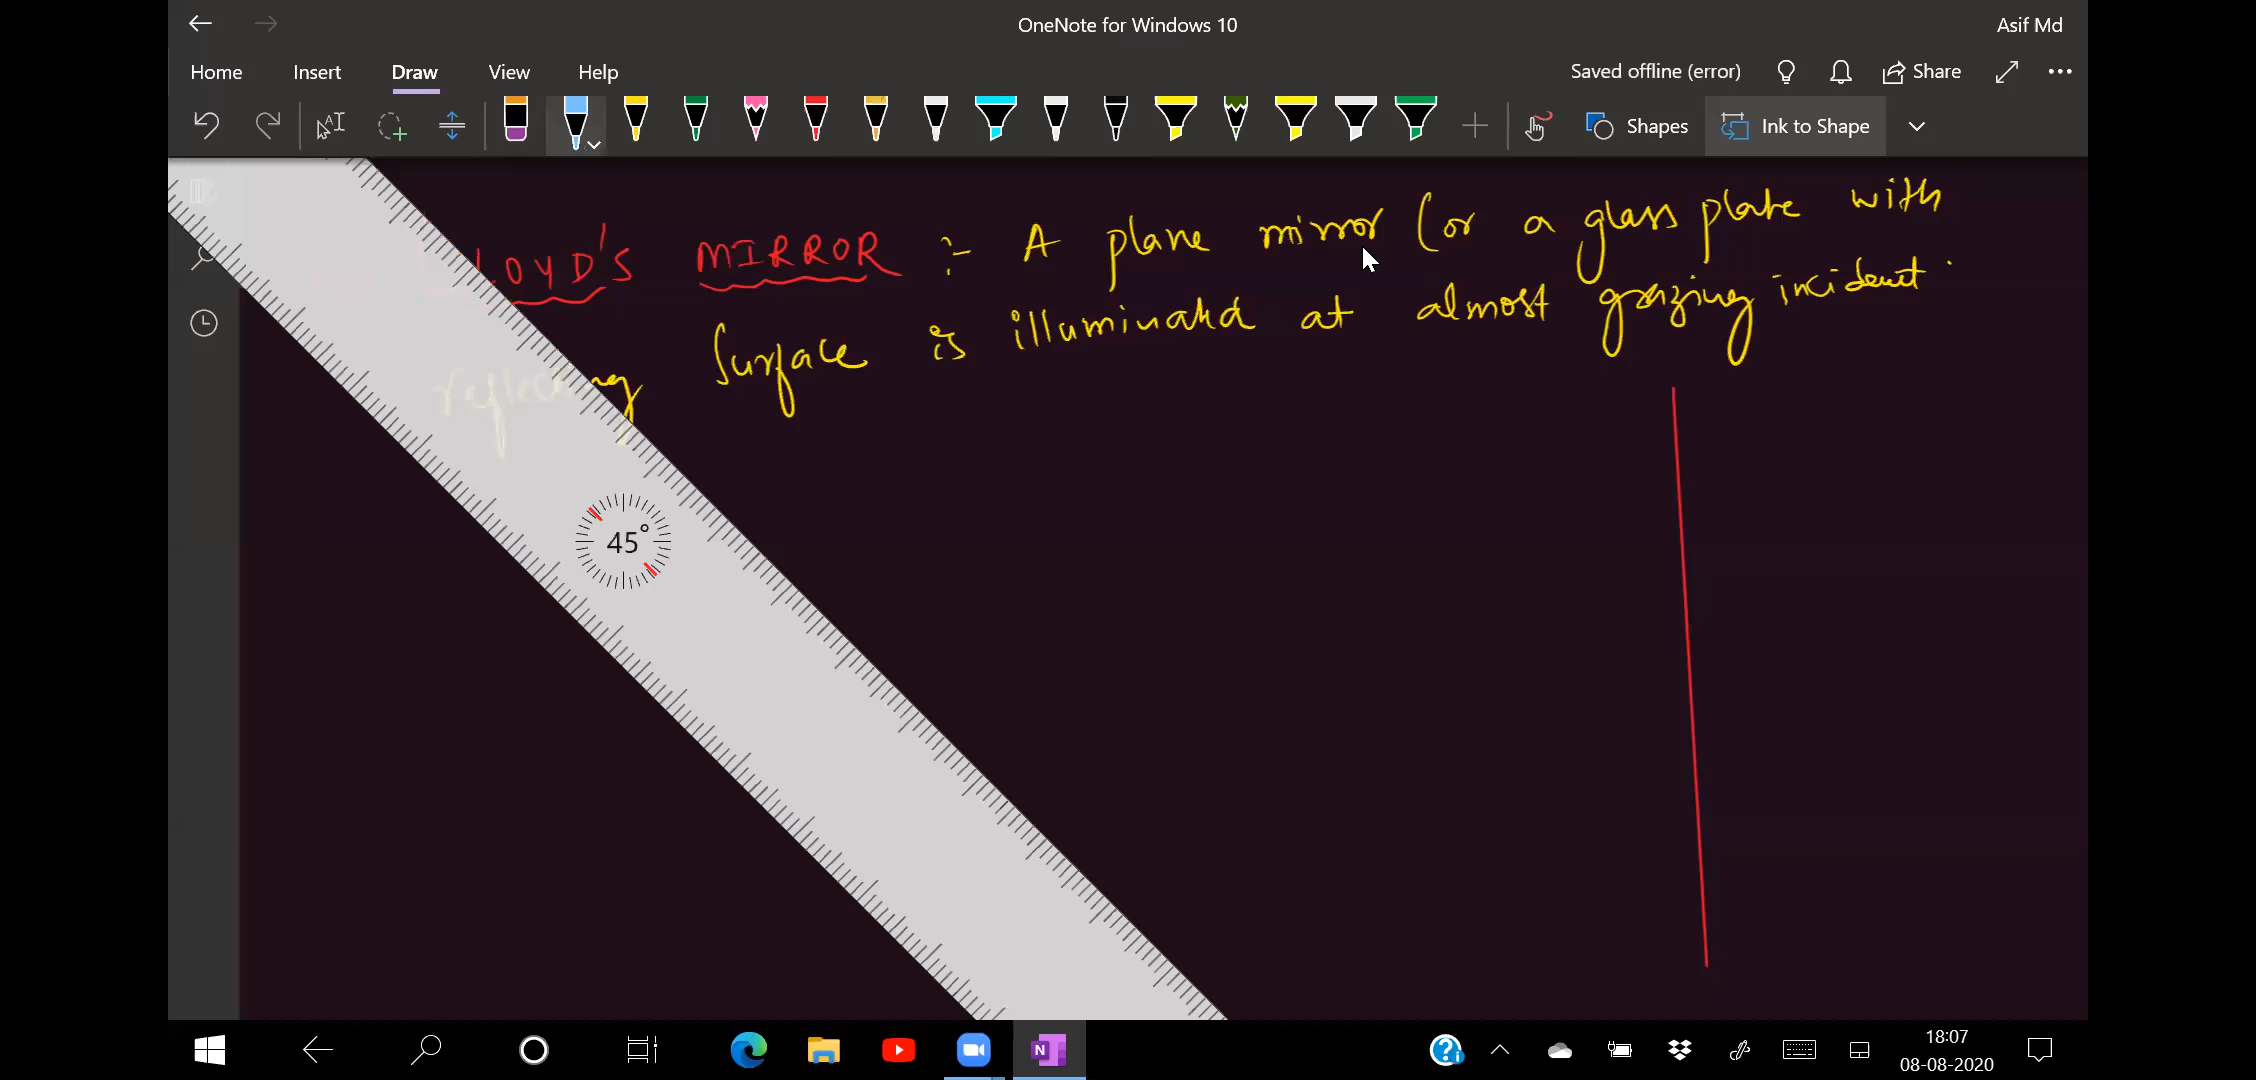 OneNote for Windows 10
Asif Md
Home Insert Draw View Help
Saved offline (error) Share
Shapes Ink to Shape
LLOYD'S MIRROR :- A plane mirror (or a glass plate with
reflecting surface is illuminated at almost grazing incident.
45°
18:07
08-08-2020